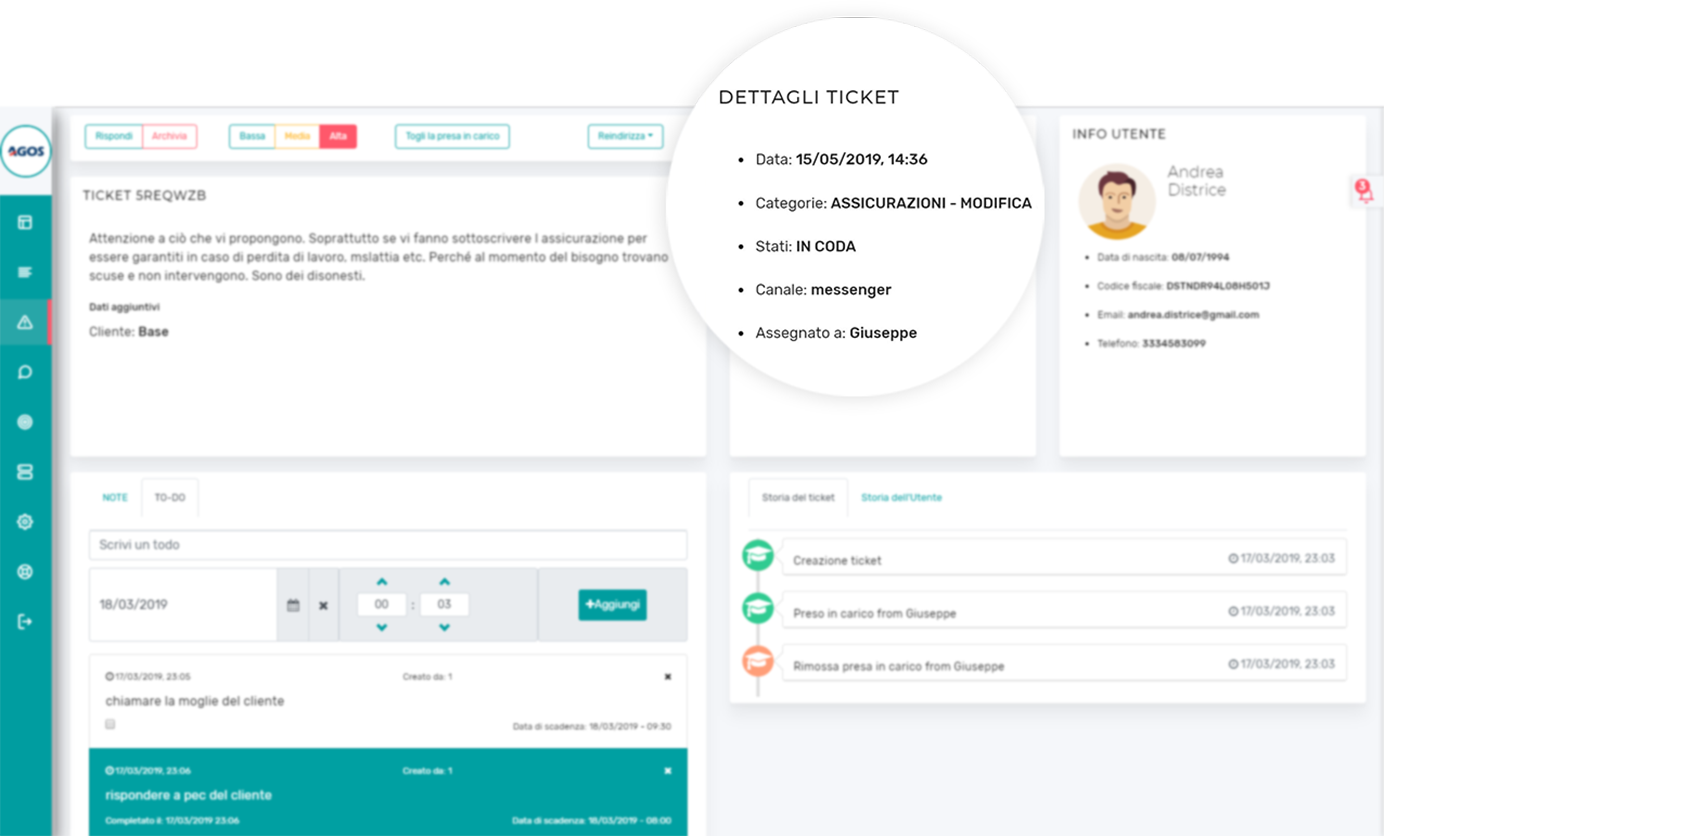 DETTAGLI TICKET
Data: 15/05/2019, 14:36
Categorie: ASSICURAZIONI - MODIFICA
Stati: IN CODA
Canale: messenger
Assegnato a: Giuseppe
AGOS
Rispondi Archivia Bassa Media Alta Togli la presa in carico Reindirizza
TICKET 5REQWZB
Attenzione a ciò che vi propongono. Soprattutto se vi fanno sottoscrivere l assicurazione per
essere garantiti in caso di perdita di lavoro, mslattia etc. Perché al momento del bisogno trovano
scuse e non intervengono. Sono dei disonesti.
Dati aggiuntivi
Cliente: Base
INFO UTENTE
Andrea
Districe
3
Data di nascita: 08/07/1994
Codice fiscale: DSTNDR94L08H501J
Email: andrea.districe@gmail.com
Telefono: 3334583099
NOTE TO-DO
Scrivi un todo
18/03/2019 00 : 03 +Aggiungi
17/03/2019, 23:05 Creato da: 1
chiamare la moglie del cliente
Data di scadenza: 18/03/2019 - 09:30
17/03/2019, 23:06 Creato da: 1
rispondere a pec del cliente
Completato il: 17/03/2019 23:06 Data di scadenza: 18/03/2019 - 08:00
Storia del ticket Storia dell'Utente
Creazione ticket 17/03/2019, 23:03
Preso in carico from Giuseppe 17/03/2019, 23:03
Rimossa presa in carico from Giuseppe 17/03/2019, 23:03